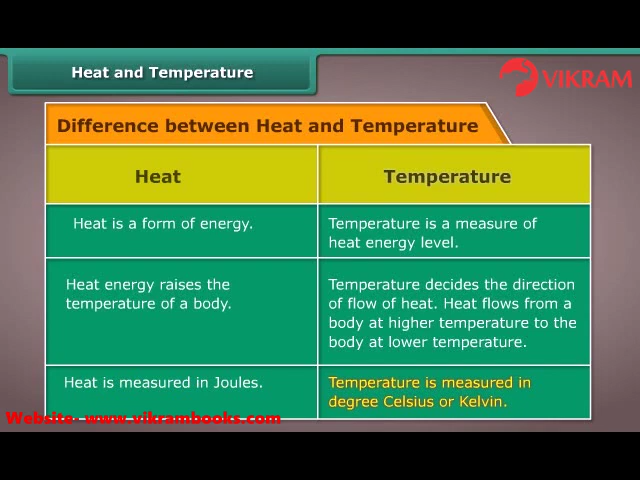 Heat and Temperature
VIKRAM
Difference between Heat and Temperature
Heat
Temperature
Heat is a form of energy.
Temperature is a measure of
heat energy level.
Heat energy raises the
temperature of a body.
Temperature decides the direction
of flow of heat. Heat flows from a
body at higher temperature to the
body at lower temperature.
Heat is measured in Joules.
Temperature is measured in
degree Celsius or Kelvin.
Website- www.vikrambooks.com